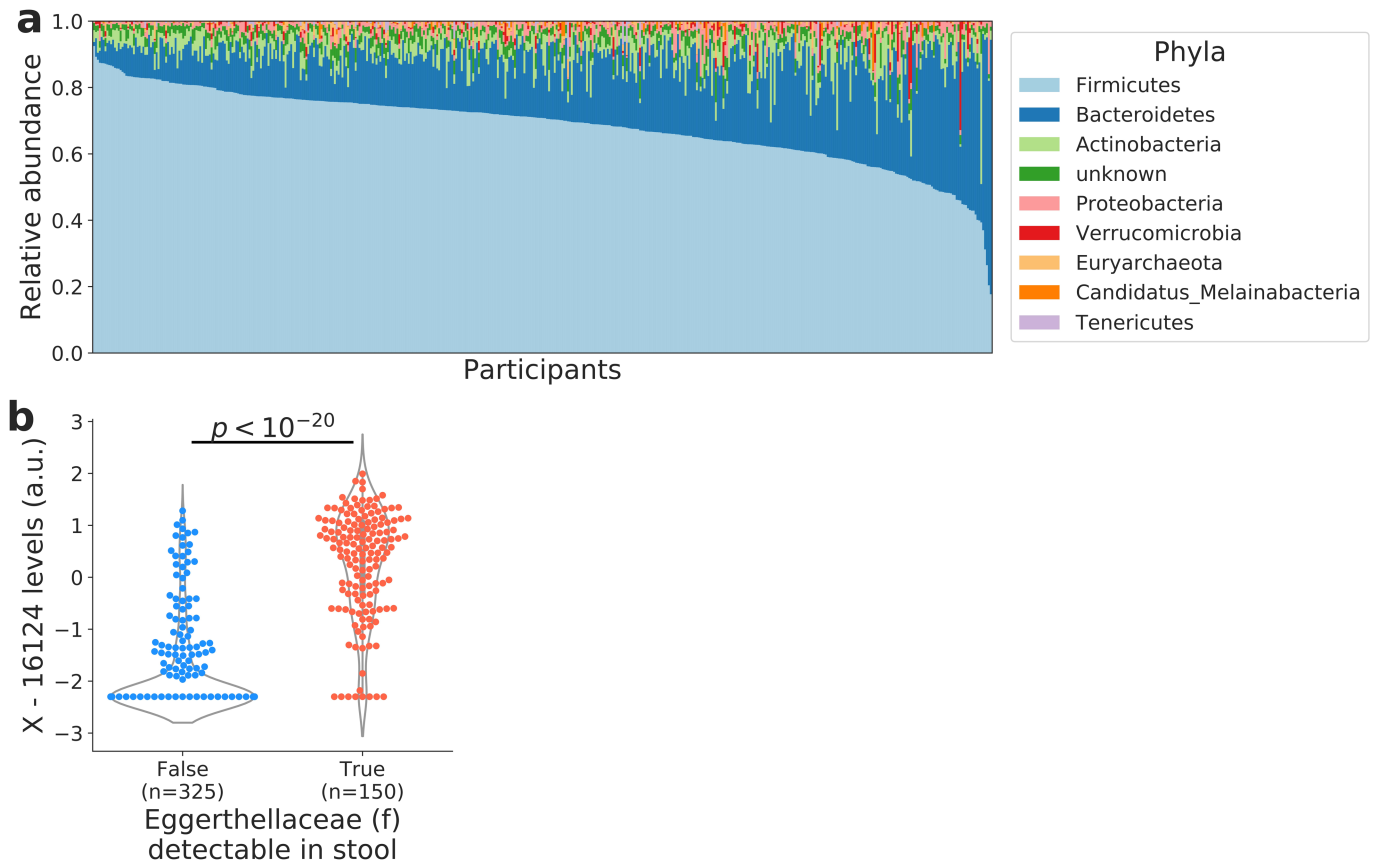 a
1.0
0.8
0.6
0.4
0.2
0.0
Relative abundance
Participants
Phyla
Firmicutes
Bacteroidetes
Actinobacteria
unknown
Proteobacteria
Verrucomicrobia
Euryarchaeota
Candidatus_Melainabacteria
Tenericutes
b
3
2
1
0
−1
−2
−3
X - 16124 levels (a.u.)
p < 10⁻²⁰
False
(n=325)
True
(n=150)
Eggerthellaceae (f)
detectable in stool